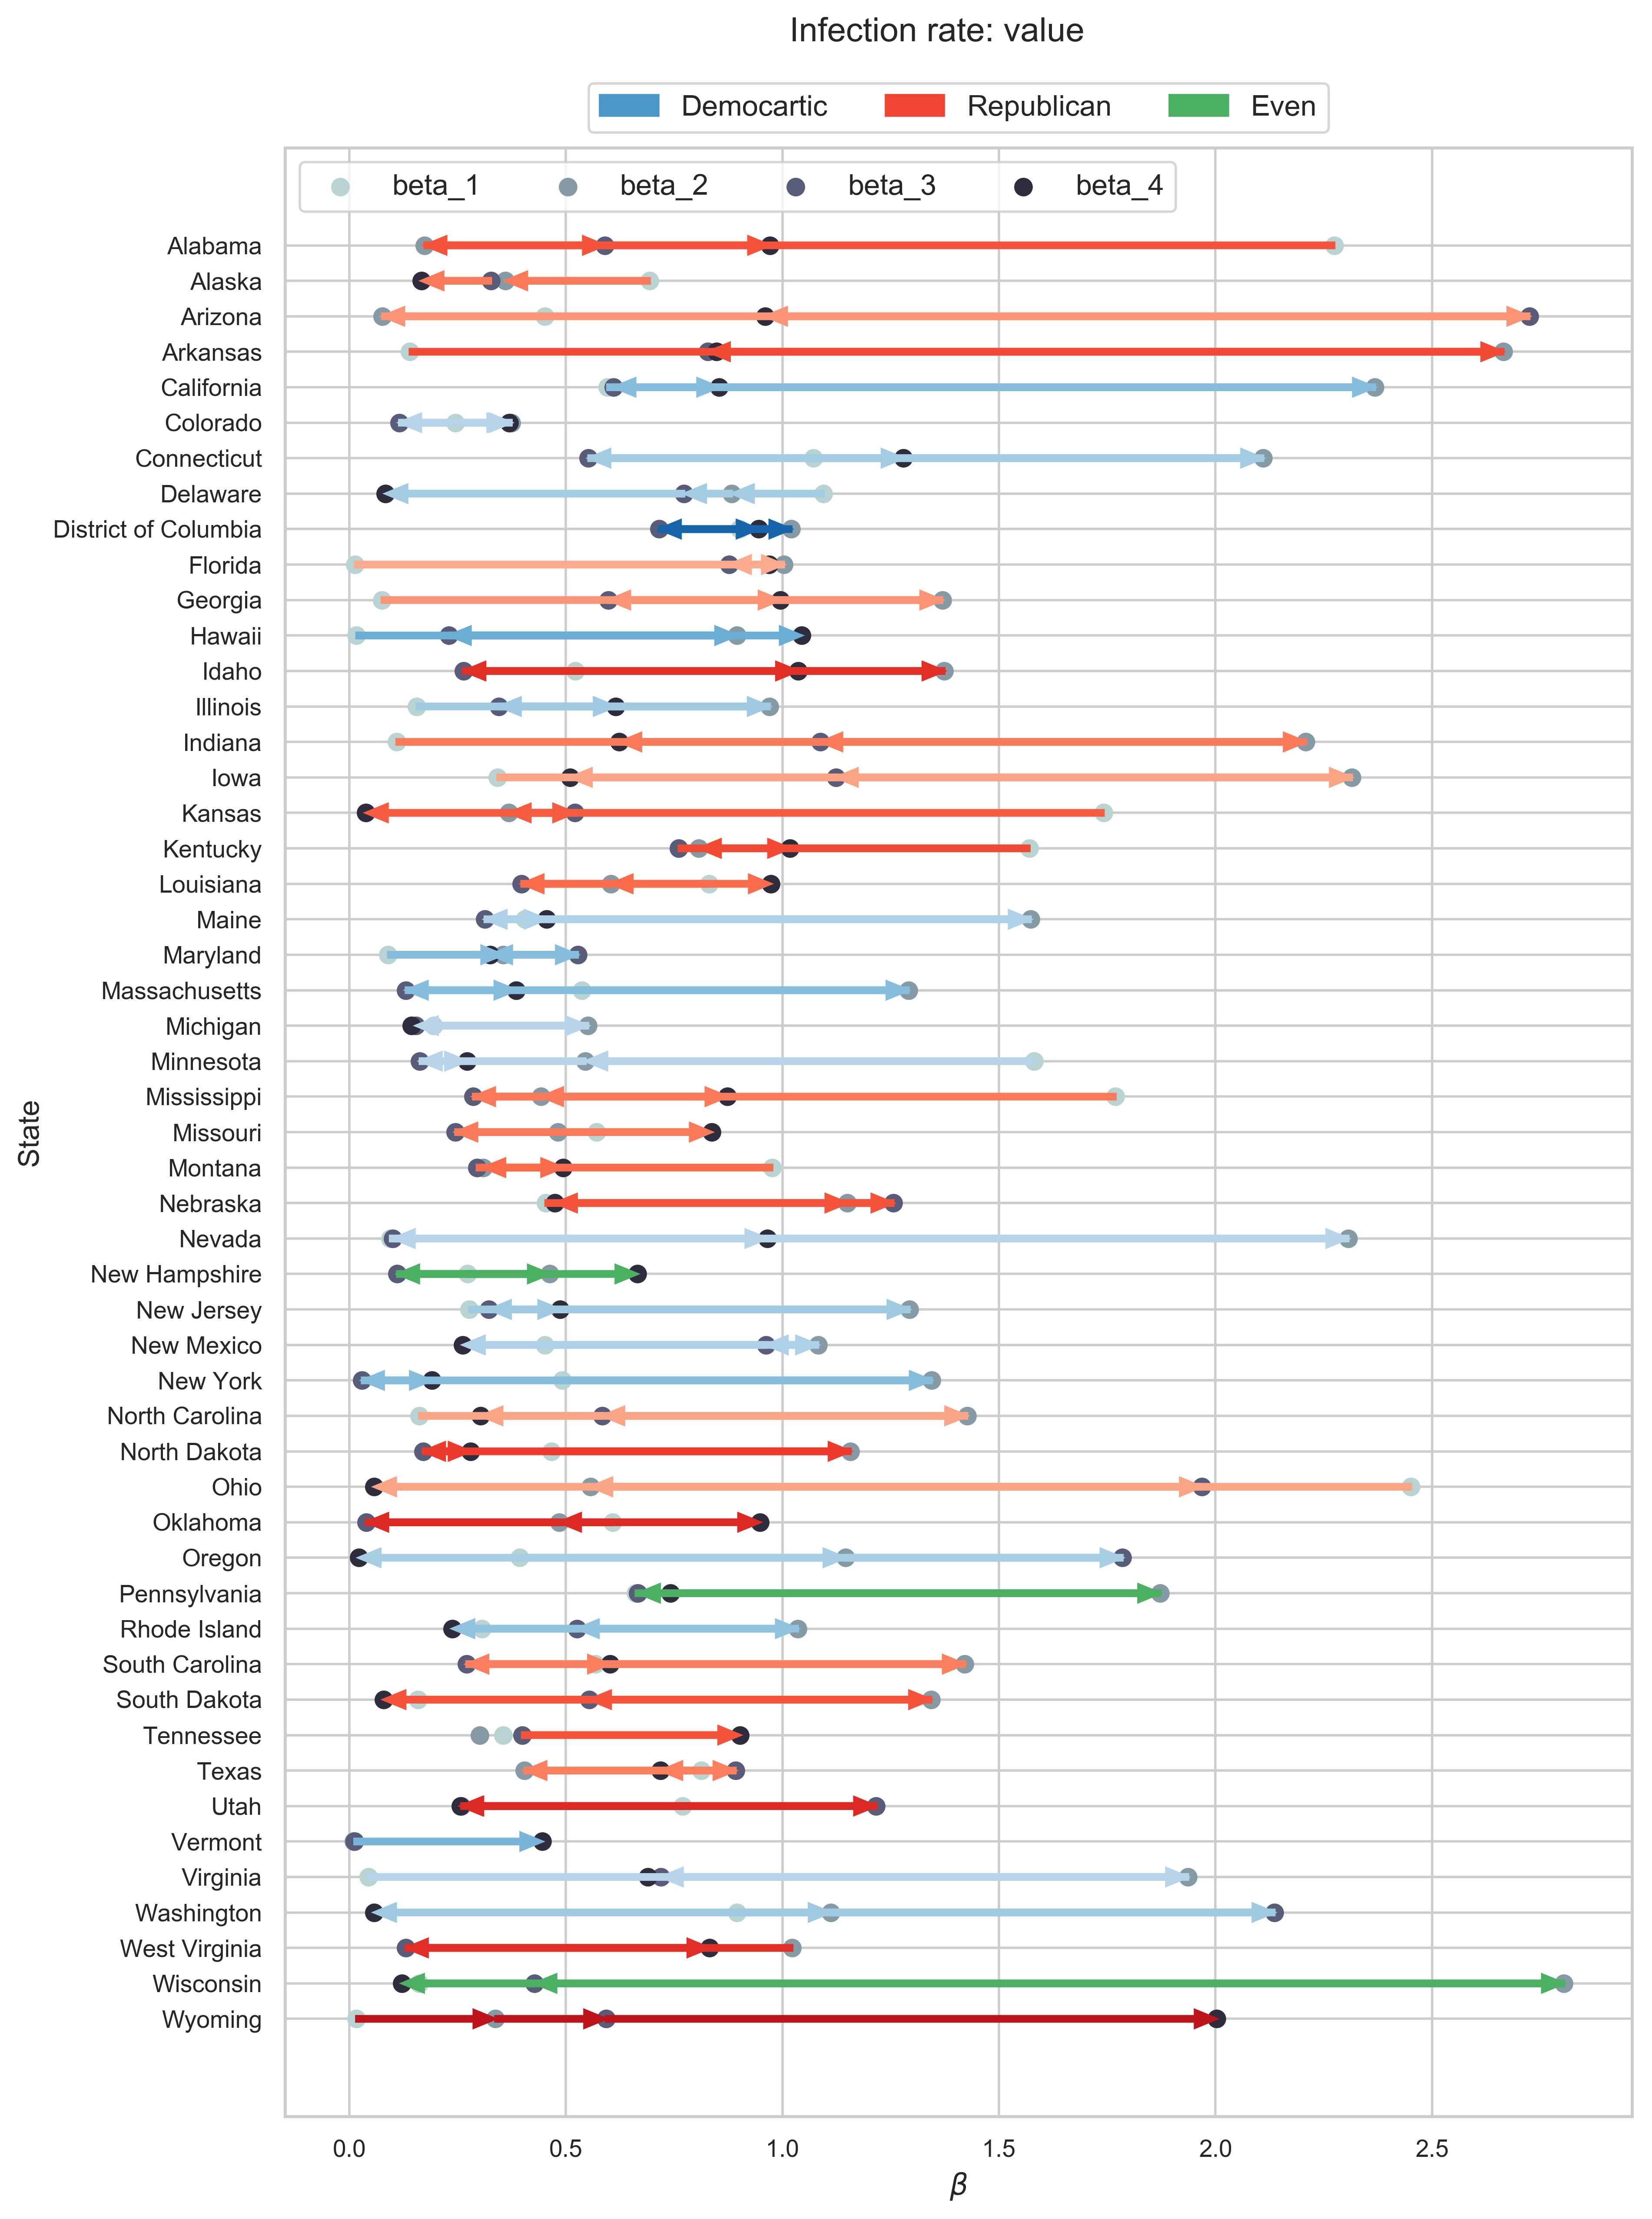 Infection rate: value
Democartic Republican Even
beta_1 beta_2 beta_3 beta_4
Alabama
Alaska
Arizona
Arkansas
California
Colorado
Connecticut
Delaware
District of Columbia
Florida
Georgia
Hawaii
Idaho
Illinois
Indiana
Iowa
Kansas
Kentucky
Louisiana
Maine
Maryland
Massachusetts
Michigan
Minnesota
Mississippi
Missouri
Montana
Nebraska
Nevada
New Hampshire
New Jersey
New Mexico
New York
North Carolina
North Dakota
Ohio
Oklahoma
Oregon
Pennsylvania
Rhode Island
South Carolina
South Dakota
Tennessee
Texas
Utah
Vermont
Virginia
Washington
West Virginia
Wisconsin
Wyoming
State
0.0 0.5 1.0 1.5 2.0 2.5
β